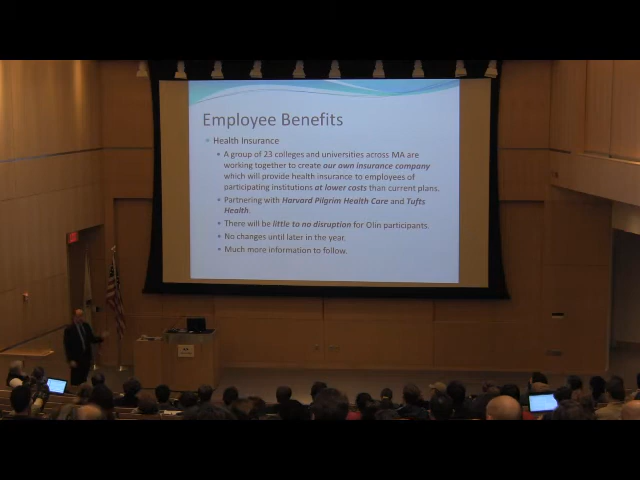 Employee Benefits
Health Insurance
A group of 23 colleges and universities across MA are
working together to create our own insurance company
which will provide health insurance to employees of
participating institutions at lower costs than current plans.
Partnering with Harvard Pilgrim Health Care and Tufts
Health.
There will be little to no disruption for Olin participants.
No changes until later in the year.
Much more information to follow.